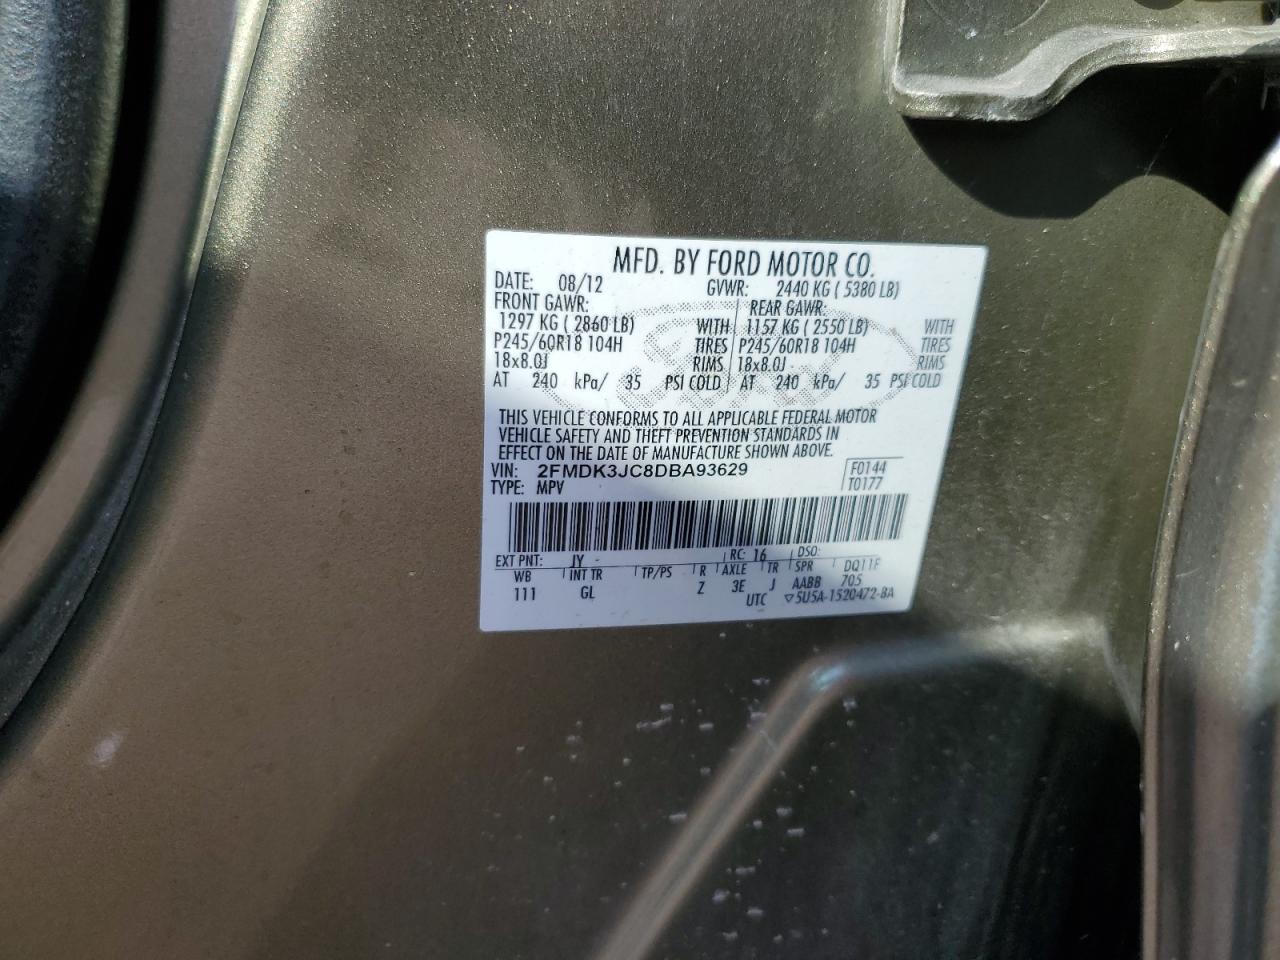 MFD. BY FORD MOTOR CO.
DATE: 08/12 GVWR: 2440 KG ( 5380 LB)
FRONT GAWR: REAR GAWR:
1297 KG ( 2860 LB) WITH 1157 KG ( 2550 LB) WITH
P245/60R18 104H TIRES P245/60R18 104H TIRES
18x8.0J RIMS 18x8.0J RIMS
AT 240 kPa/ 35 PSI COLD AT 240 kPa/ 35 PSI COLD
THIS VEHICLE CONFORMS TO ALL APPLICABLE FEDERAL MOTOR
VEHICLE SAFETY AND THEFT PREVENTION STANDARDS IN
EFFECT ON THE DATE OF MANUFACTURE SHOWN ABOVE.
VIN: 2FMDK3JC8DBA93629 F0144
TYPE: MPV T0177
EXT PNT: JY - RC: 16 DSO:
WB INT TR TP/PS R AXLE TR SPR DQ11F
111 GL Z 3E J AABB 705
UTC ▽5U5A-1520472-BA